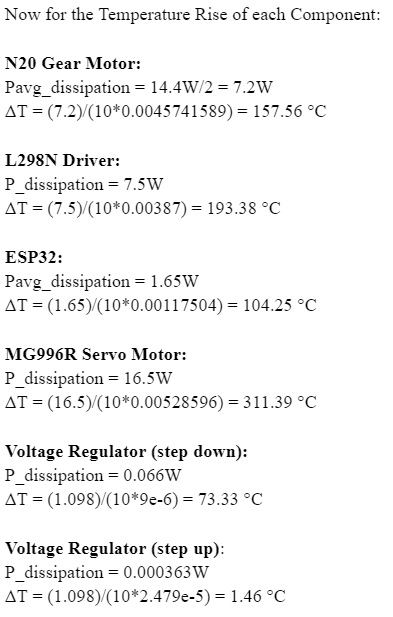 Now for the Temperature Rise of each Component:
N20 Gear Motor:
Pavg_dissipation = 14.4W/2 = 7.2W
ΔT = (7.2)/(10*0.0045741589) = 157.56 °C
L298N Driver:
P_dissipation = 7.5W
ΔT = (7.5)/(10*0.00387) = 193.38 °C
ESP32:
Pavg_dissipation = 1.65W
ΔT = (1.65)/(10*0.00117504) = 104.25 °C
MG996R Servo Motor:
P_dissipation = 16.5W
ΔT = (16.5)/(10*0.00528596) = 311.39 °C
Voltage Regulator (step down):
P_dissipation = 0.066W
ΔT = (1.098)/(10*9e-6) = 73.33 °C
Voltage Regulator (step up):
P_dissipation = 0.000363W
ΔT = (1.098)/(10*2.479e-5) = 1.46 °C